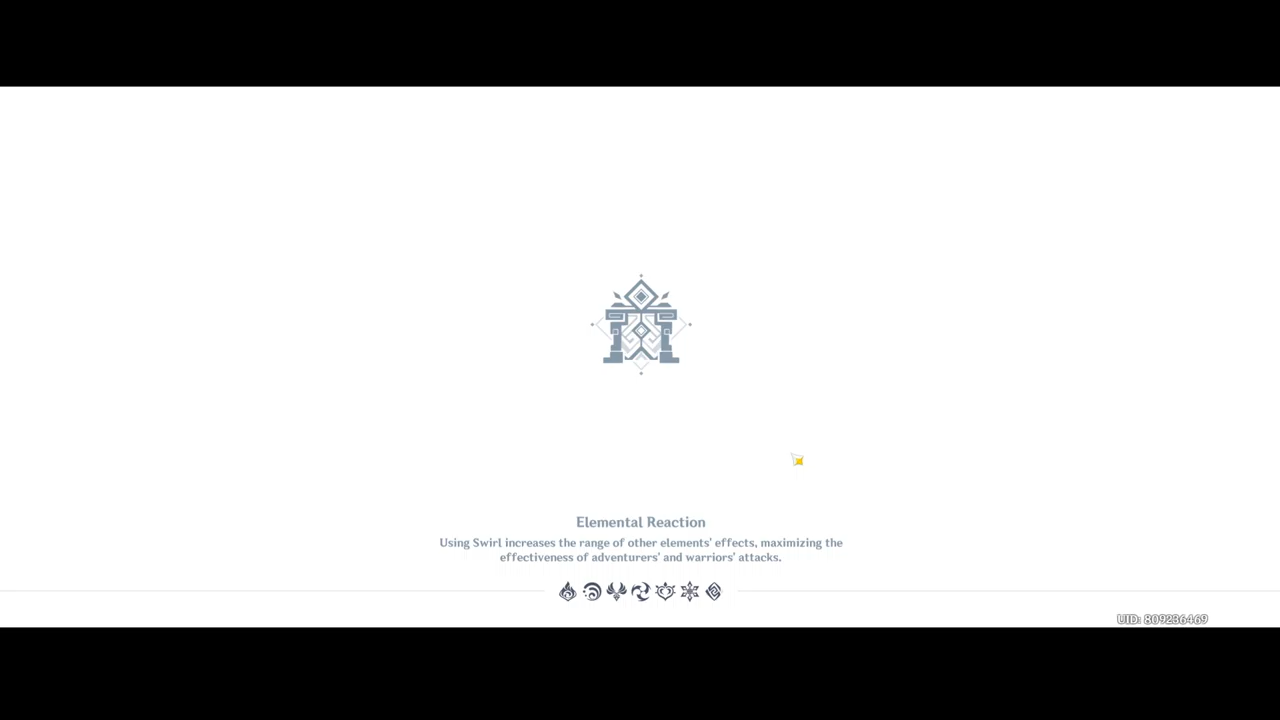 Elemental Reaction
Using Swirl increases the range of other elements' effects, maximizing the
effectiveness of adventurers' and warriors' attacks.
UID: 809236469